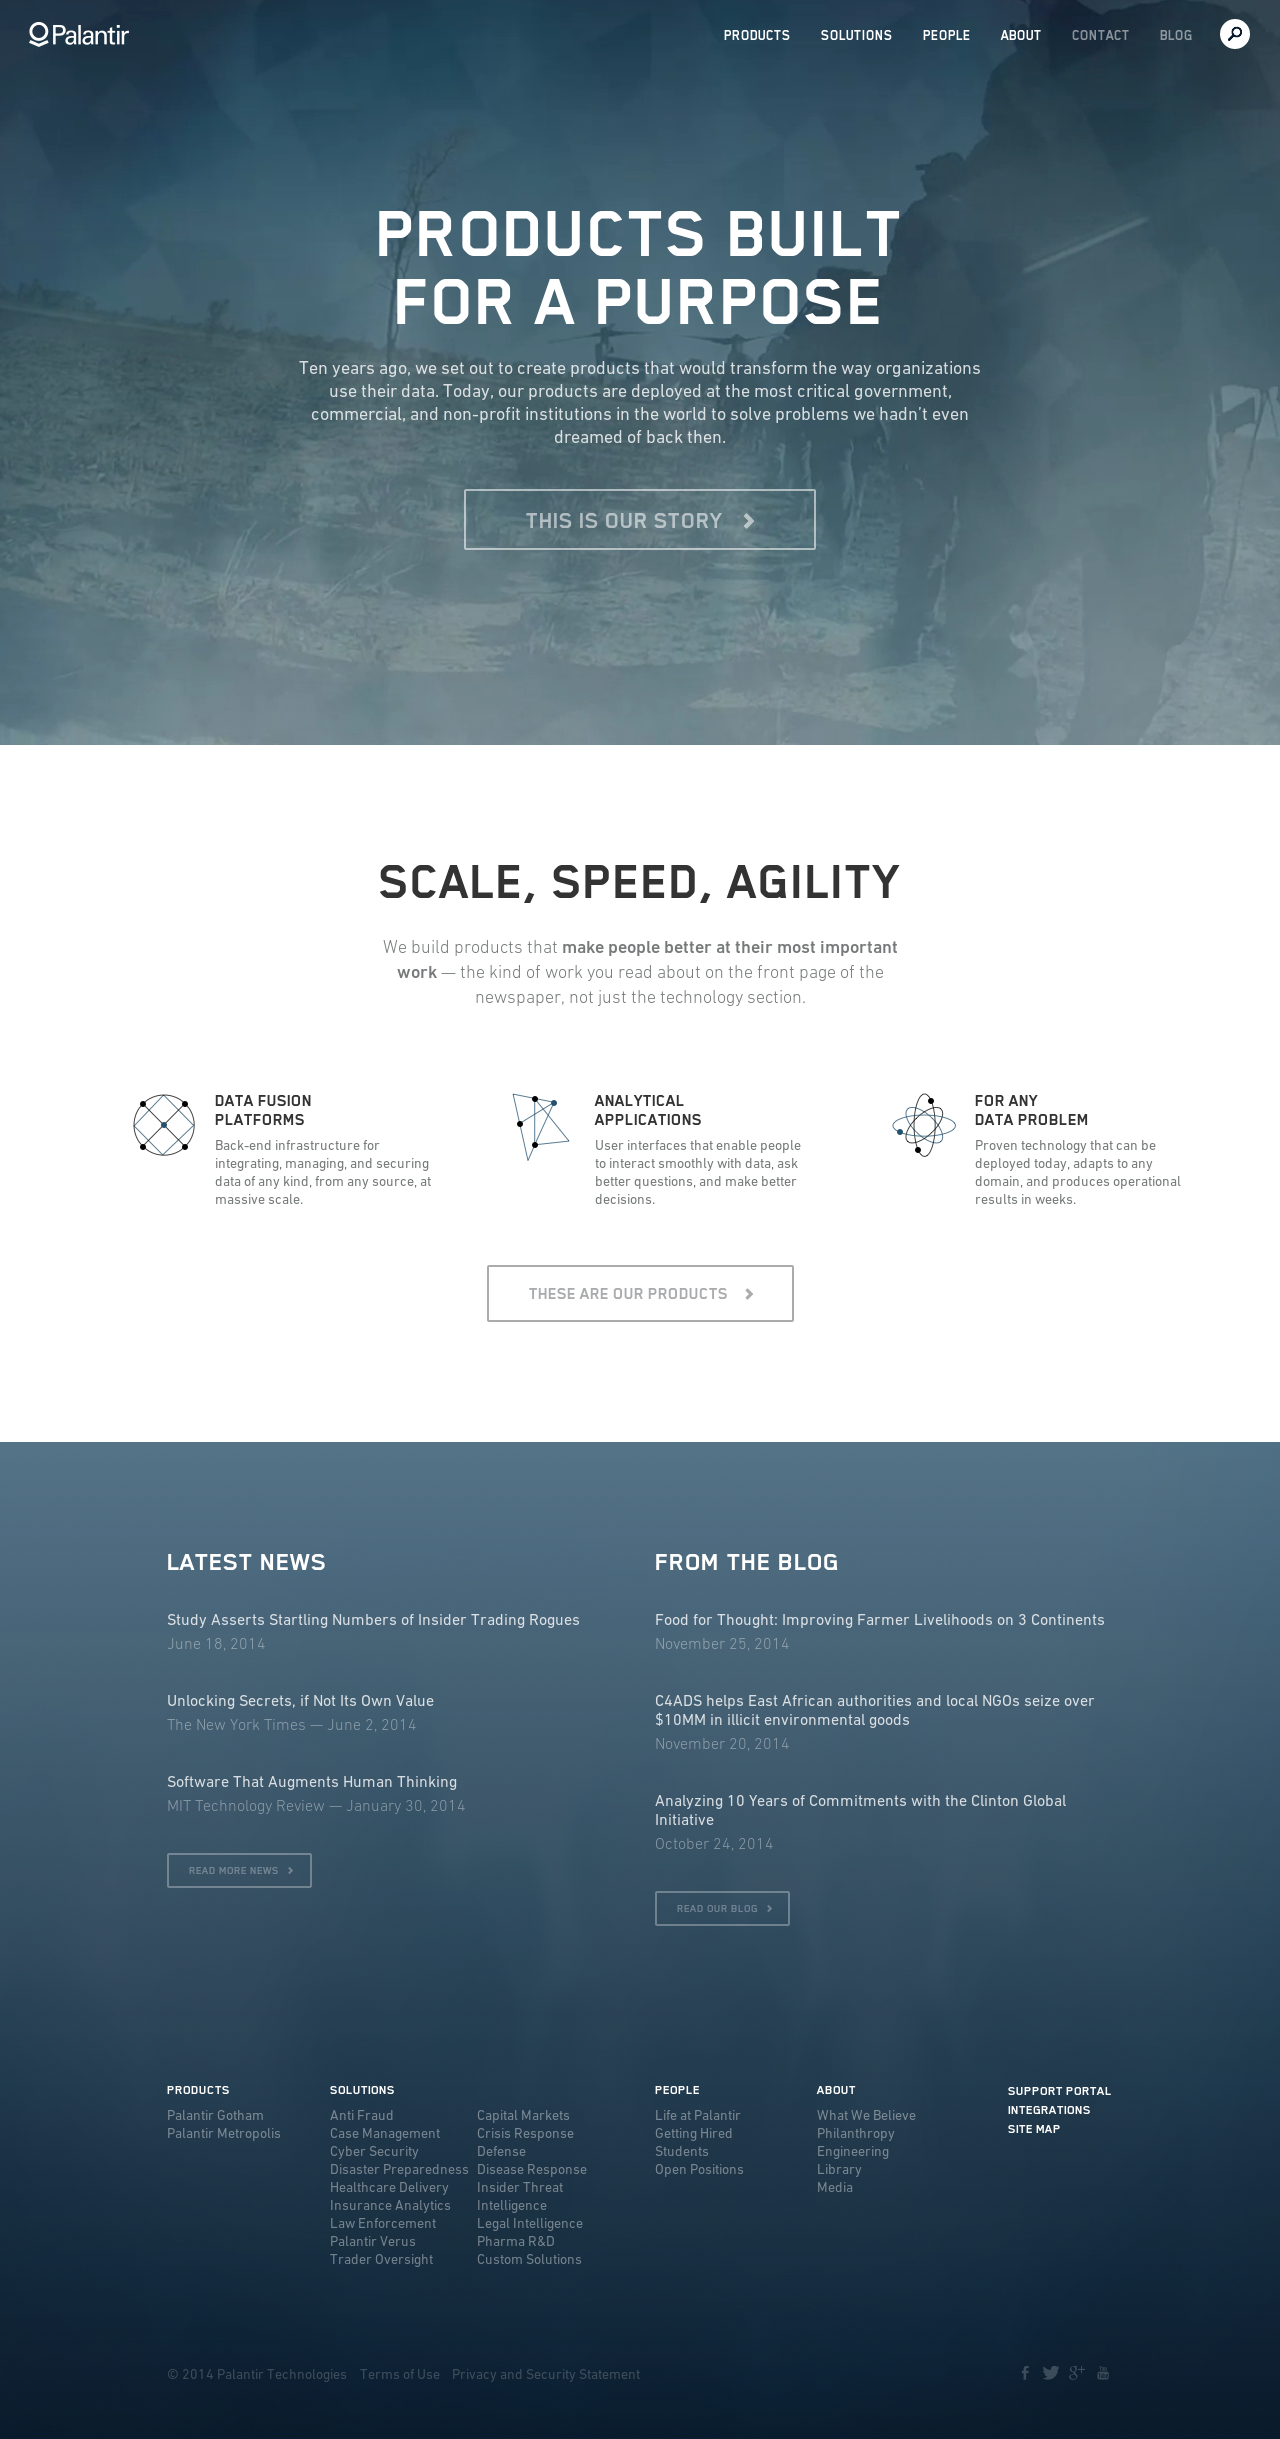 Palantir
PRODUCTS SOLUTIONS PEOPLE ABOUT CONTACT BLOG
PRODUCTS BUILT
FOR A PURPOSE
Ten years ago, we set out to create products that would transform the way organizations
use their data. Today, our products are deployed at the most critical government,
commercial, and non-profit institutions in the world to solve problems we hadn’t even
dreamed of back then.
THIS IS OUR STORY
SCALE, SPEED, AGILITY
We build products that make people better at their most important
work — the kind of work you read about on the front page of the
newspaper, not just the technology section.
DATA FUSION
PLATFORMS
Back-end infrastructure for
integrating, managing, and securing
data of any kind, from any source, at
massive scale.
ANALYTICAL
APPLICATIONS
User interfaces that enable people
to interact smoothly with data, ask
better questions, and make better
decisions.
FOR ANY
DATA PROBLEM
Proven technology that can be
deployed today, adapts to any
domain, and produces operational
results in weeks.
THESE ARE OUR PRODUCTS
LATEST NEWS
Study Asserts Startling Numbers of Insider Trading Rogues
June 18, 2014
Unlocking Secrets, if Not Its Own Value
The New York Times — June 2, 2014
Software That Augments Human Thinking
MIT Technology Review — January 30, 2014
READ MORE NEWS
FROM THE BLOG
Food for Thought: Improving Farmer Livelihoods on 3 Continents
November 25, 2014
C4ADS helps East African authorities and local NGOs seize over
$10MM in illicit environmental goods
November 20, 2014
Analyzing 10 Years of Commitments with the Clinton Global
Initiative
October 24, 2014
READ OUR BLOG
PRODUCTS
Palantir Gotham
Palantir Metropolis
SOLUTIONS
Anti Fraud
Case Management
Cyber Security
Disaster Preparedness
Healthcare Delivery
Insurance Analytics
Law Enforcement
Palantir Verus
Trader Oversight
Capital Markets
Crisis Response
Defense
Disease Response
Insider Threat
Intelligence
Legal Intelligence
Pharma R&D
Custom Solutions
PEOPLE
Life at Palantir
Getting Hired
Students
Open Positions
ABOUT
What We Believe
Philanthropy
Engineering
Library
Media
SUPPORT PORTAL
INTEGRATIONS
SITE MAP
© 2014 Palantir Technologies Terms of Use Privacy and Security Statement